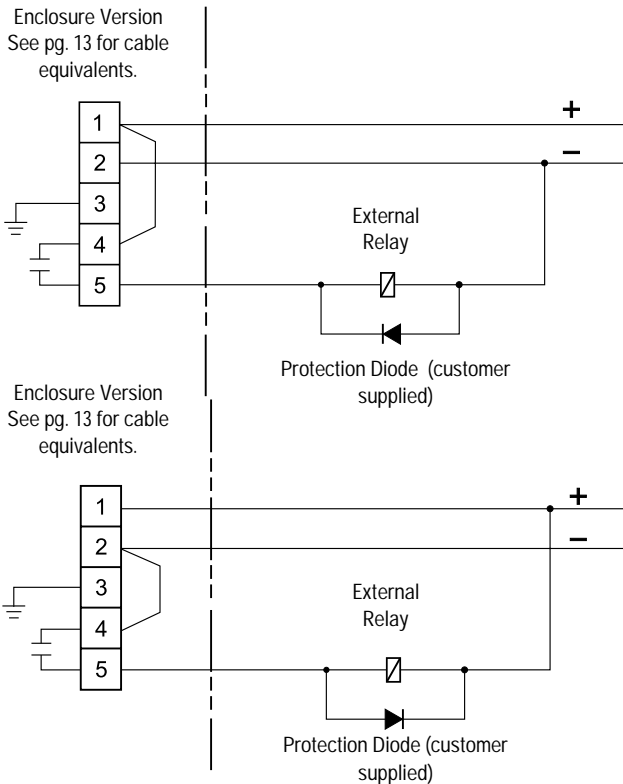 Enclosure Version
See pg. 13 for cable
equivalents.
1
+
2
−
3
External
Relay
4
5
Protection Diode (customer
supplied)
Enclosure Version
See pg. 13 for cable
equivalents.
1
+
2
−
3
External
Relay
4
5
Protection Diode (customer
supplied)